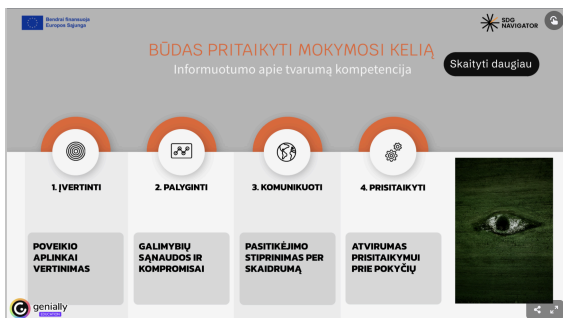 Bendrai finansuoja
Europos Sąjunga
SDG
NAVIGATOR
BŪDAS PRITAIKYTI MOKYMOSI KELIĄ
Informuotumo apie tvarumą kompetencija
Skaityti daugiau
1. ĮVERTINTI
2. PALYGINTI
3. KOMUNIKUOTI
4. PRISITAIKYTI
POVEIKIO
APLINKAI
VERTINIMAS
GALIMYBIŲ
SĄNAUDOS IR
KOMPROMISAI
PASITIKĖJIMO
STIPRINIMAS PER
SKAIDRUMĄ
ATVIRUMAS
PRISITAIKYMUI
PRIE POKYČIŲ
genially